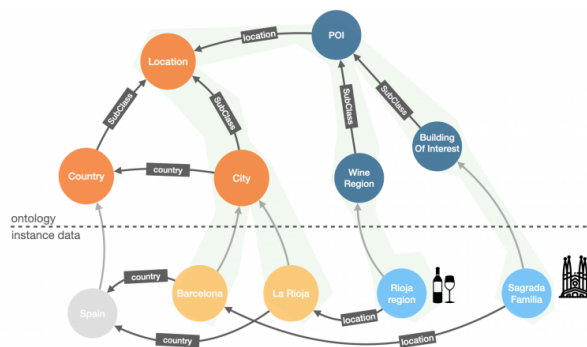 POI
location
Location
SubClass
SubClass
SubClass
SubClass
Building
Of Interest
Country
country
City
Wine
Region
ontology
instance data
country
Barcelona
La Rioja
Rioja
region
Sagrada
Familia
Spain
location
country
location